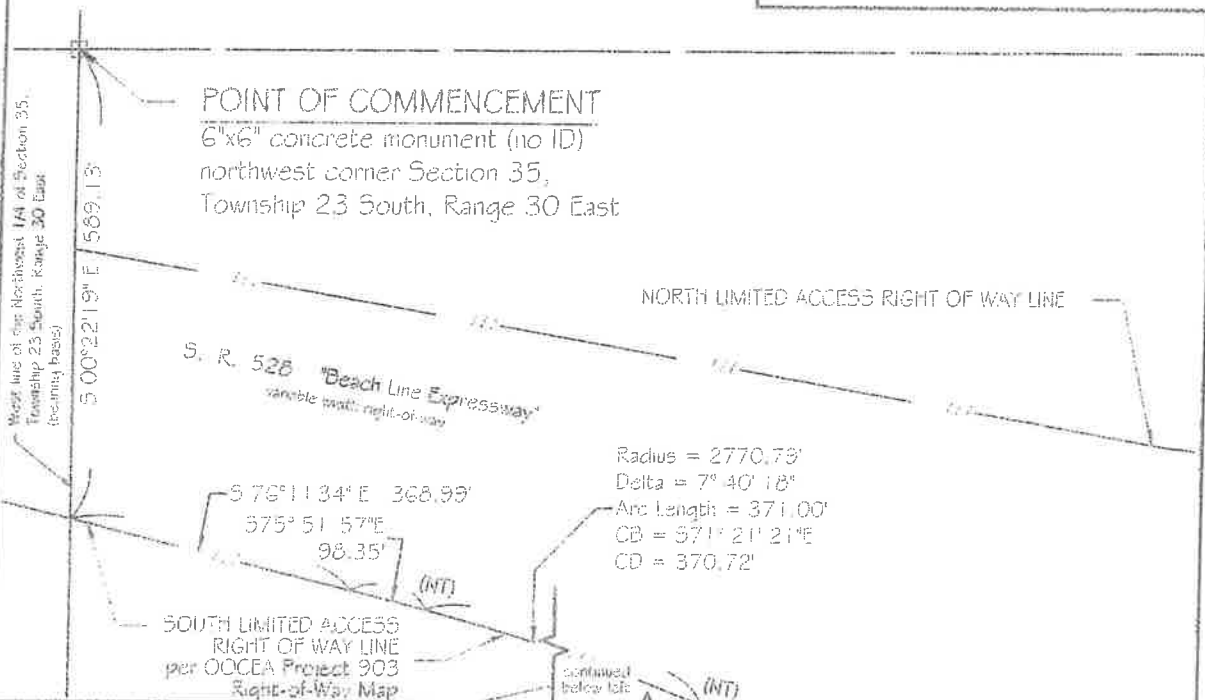 POINT OF COMMENCEMENT
6"x6" concrete monument (no ID)
northwest corner Section 35,
Township 23 South, Range 30 East
West line of the Northwest 1/4 of Section 35,
Township 23 South, Range 30 East
(bearing basis)
S 00°22'19" E 589.13'
NORTH LIMITED ACCESS RIGHT OF WAY LINE
S. R. 528 "Beach Line Expressway"
variable width right-of-way
Radius = 2770.79'
Delta = 7° 40' 18"
Arc Length = 371.00'
CB = S71° 21' 21"E
CD = 370.72'
S 76°11'34" E 368.99'
S75° 51' 57"E
98.35'
(NT)
SOUTH LIMITED ACCESS
RIGHT OF WAY LINE
per OOCEA Project 903
Right-of-Way Map
continued
below left
(NT)